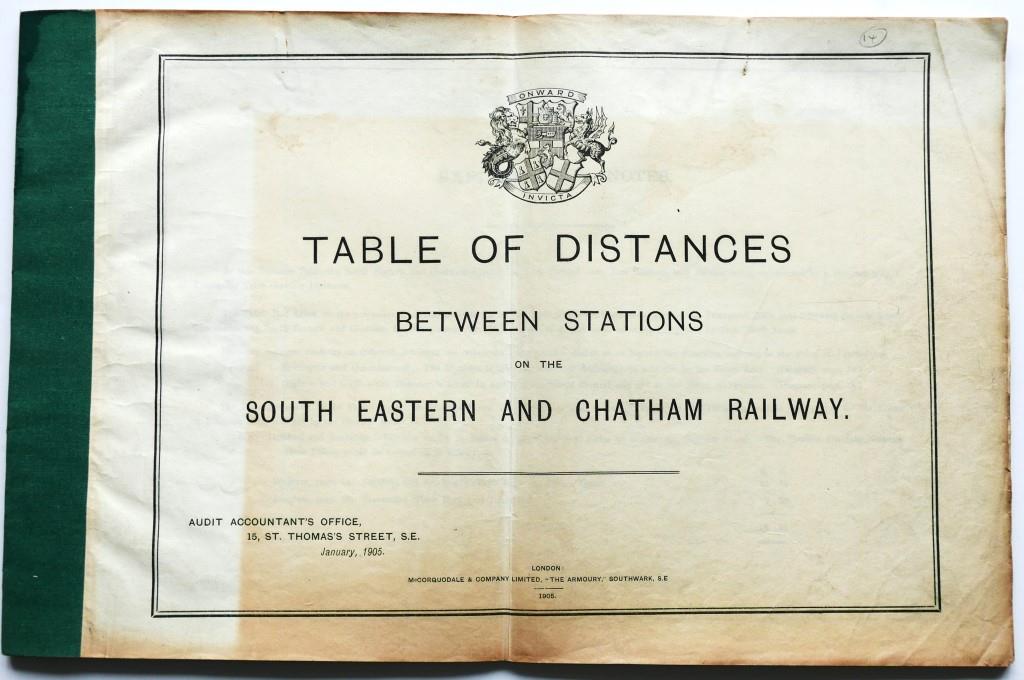 14
ONWARD
INVICTA
TABLE OF DISTANCES
BETWEEN STATIONS
ON THE
SOUTH EASTERN AND CHATHAM RAILWAY.
AUDIT ACCOUNTANT'S OFFICE,
15, ST. THOMAS'S STREET, S.E.
January, 1905.
LONDON:
McCORQUODALE & COMPANY LIMITED, "THE ARMOURY," SOUTHWARK, S.E
1905.